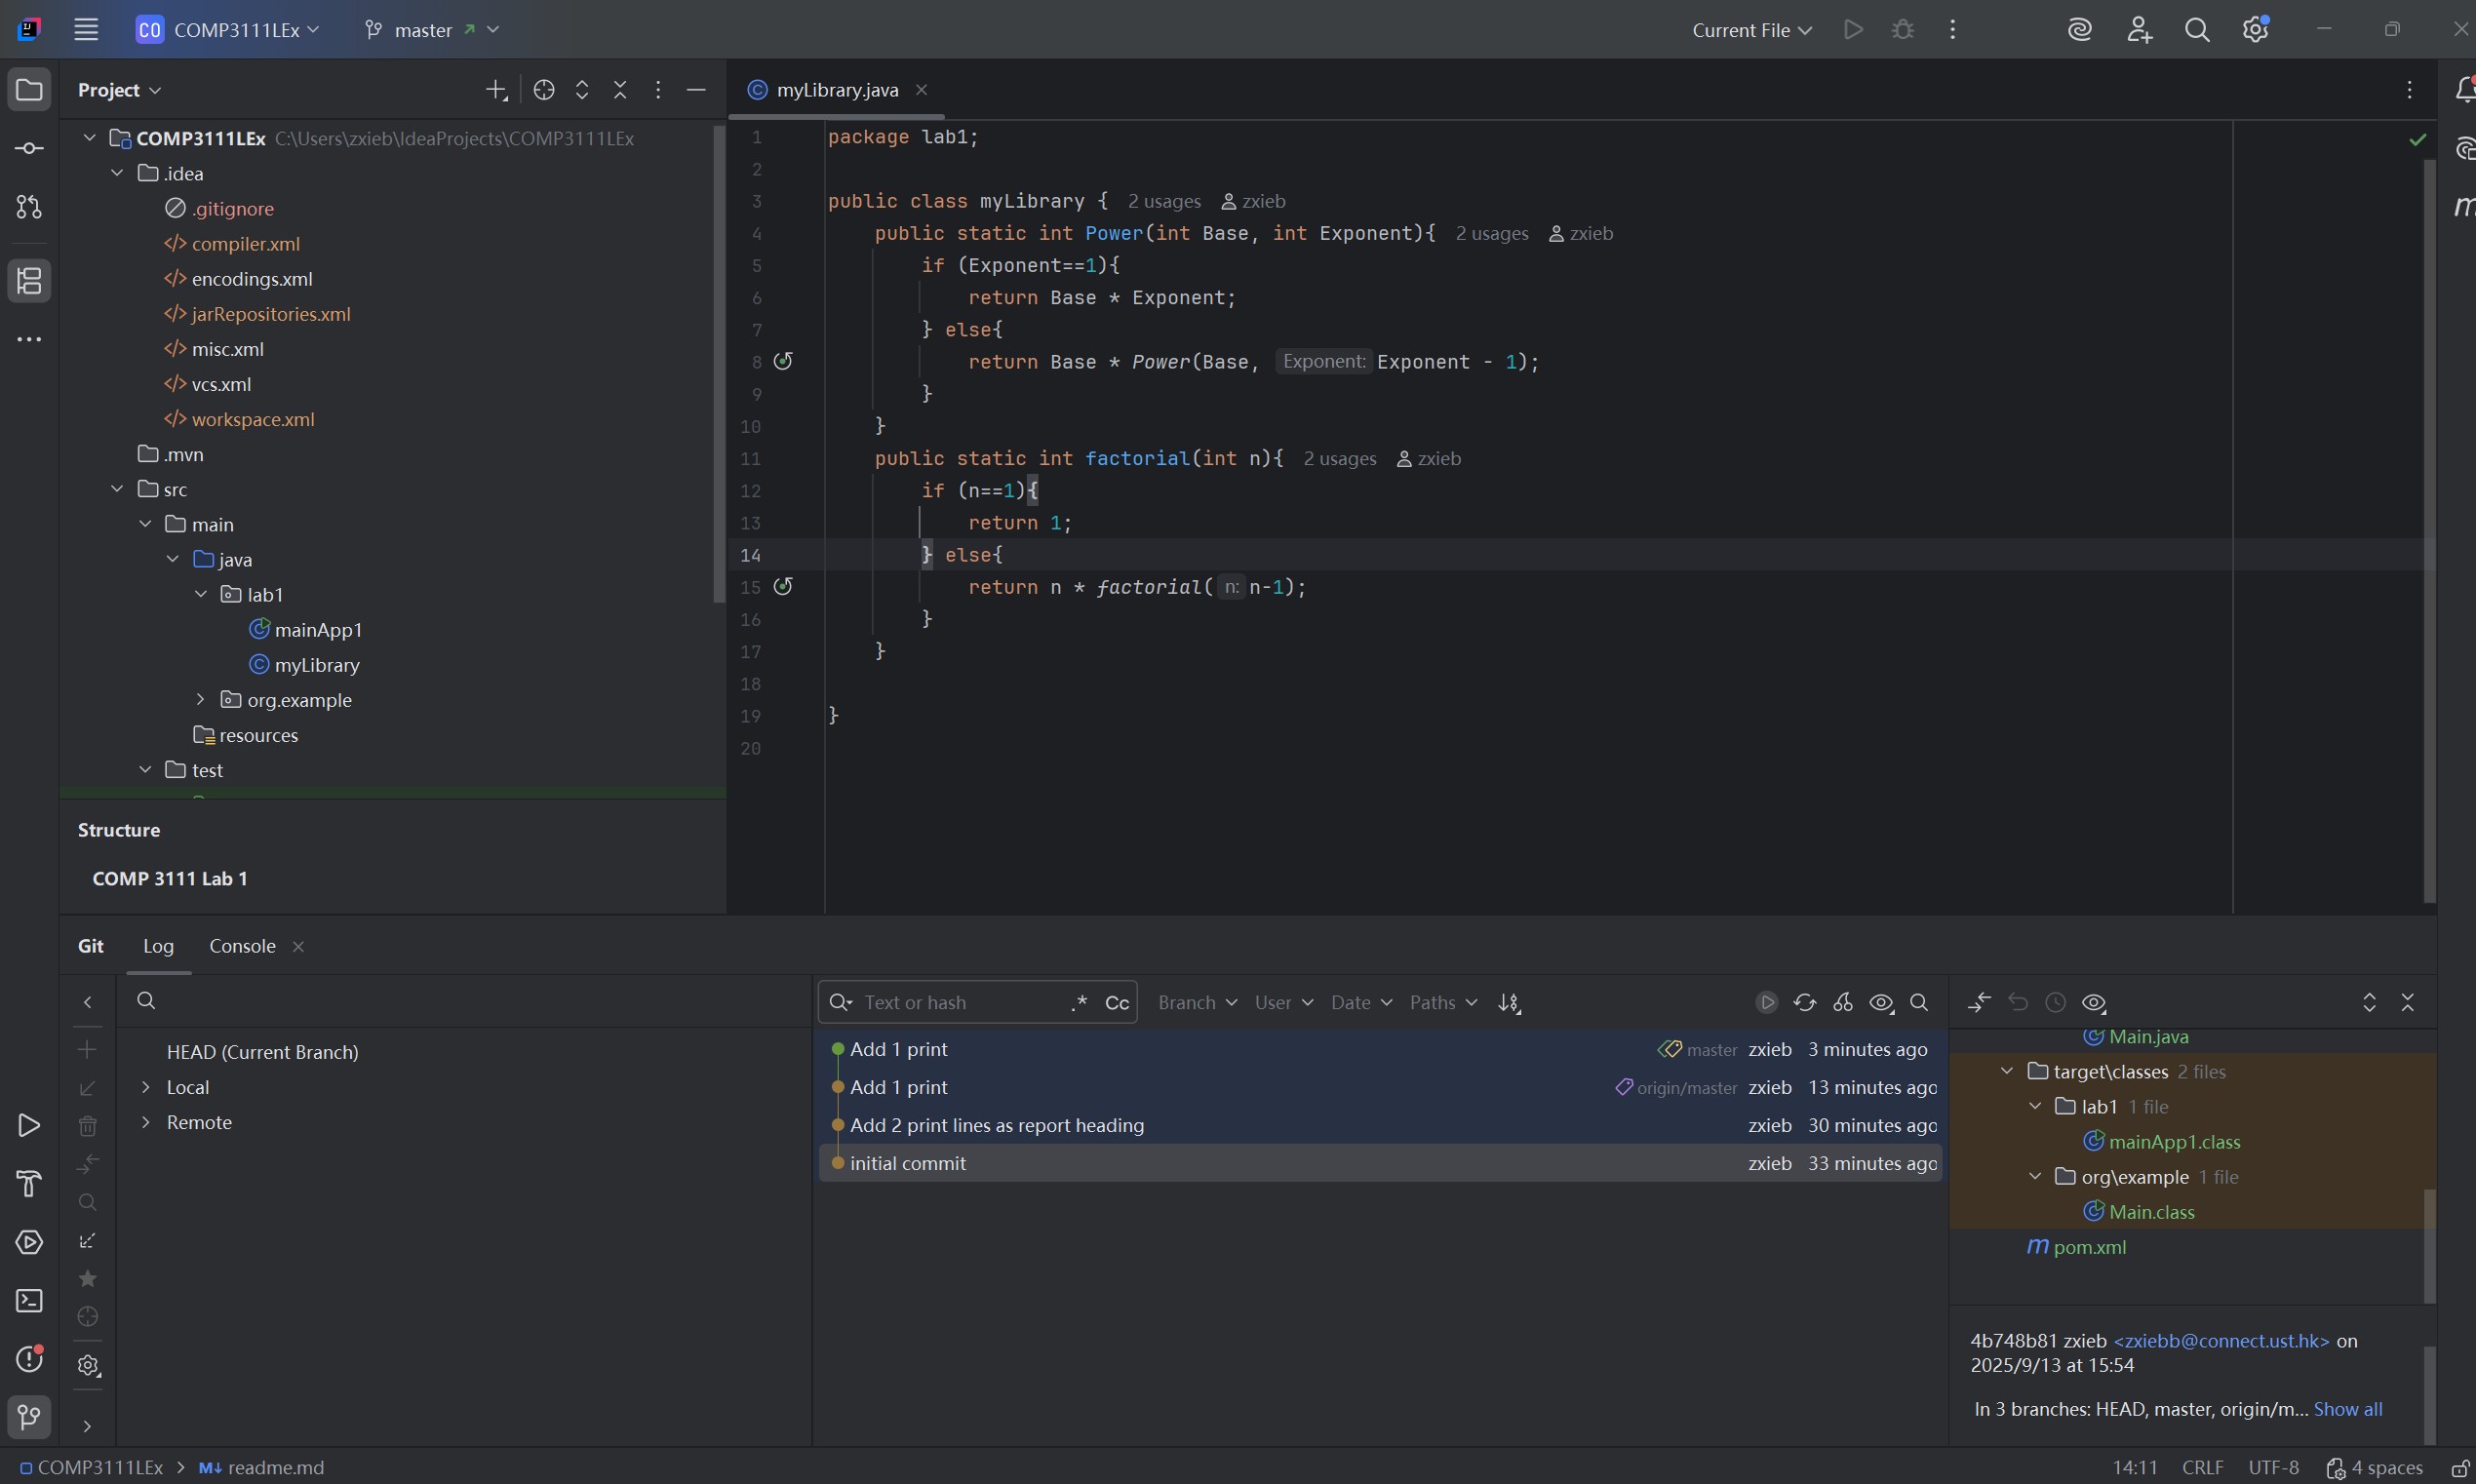 CO COMP3111LEx master Current File
Project
COMP3111LEx C:\Users\zxieb\IdeaProjects\COMP3111LEx
.idea
.gitignore
compiler.xml
encodings.xml
jarRepositories.xml
misc.xml
vcs.xml
workspace.xml
.mvn
src
main
java
lab1
mainApp1
myLibrary
org.example
resources
test
Structure
COMP 3111 Lab 1
myLibrary.java
1 package lab1;
2
3 public class myLibrary { 2 usages zxieb
4 public static int Power(int Base, int Exponent){ 2 usages zxieb
5 if (Exponent==1){
6 return Base * Exponent;
7 } else{
8 return Base * Power(Base, Exponent: Exponent - 1);
9 }
10 }
11 public static int factorial(int n){ 2 usages zxieb
12 if (n==1){
13 return 1;
14 } else{
15 return n * factorial( n: n-1);
16 }
17 }
18
19 }
20
Git Log Console
HEAD (Current Branch)
Local
Remote
Text or hash .* Cc Branch User Date Paths
Add 1 print master zxieb 3 minutes ago
Add 1 print origin/master zxieb 13 minutes ago
Add 2 print lines as report heading zxieb 30 minutes ago
initial commit zxieb 33 minutes ago
Main.java
target\classes 2 files
lab1 1 file
mainApp1.class
org\example 1 file
Main.class
m pom.xml
4b748b81 zxieb <zxiebb@connect.ust.hk> on
2025/9/13 at 15:54
In 3 branches: HEAD, master, origin/m... Show all
COMP3111LEx > M↓ readme.md 14:11 CRLF UTF-8 4 spaces